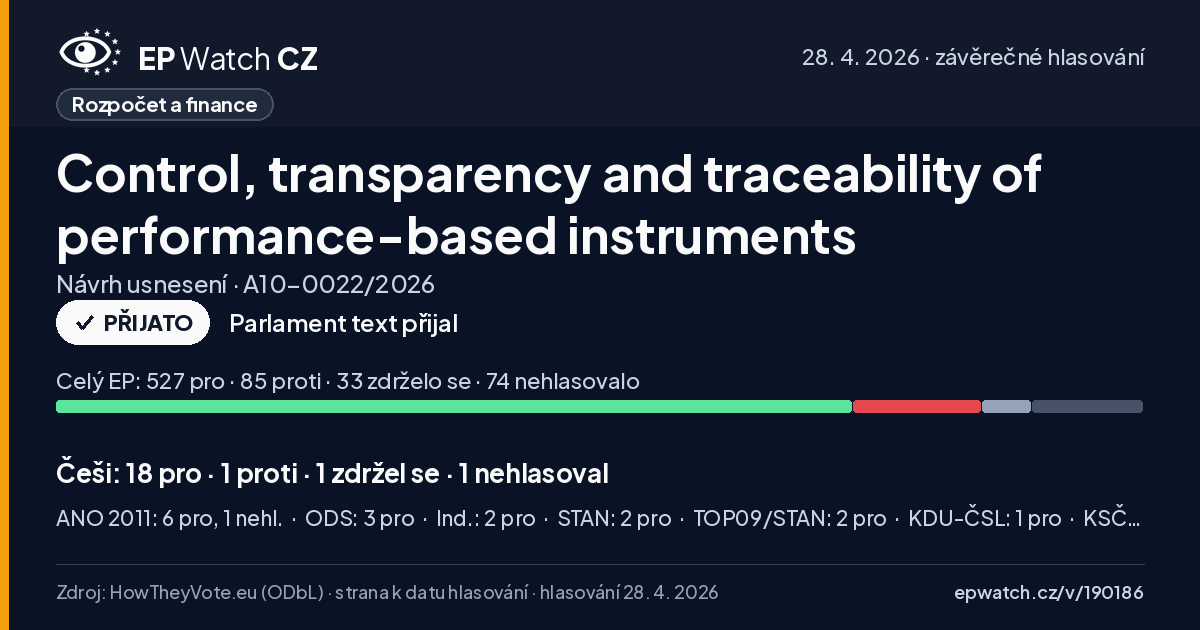 EP Watch CZ
28. 4. 2026 · závěrečné hlasování
Rozpočet a finance
Control, transparency and traceability of
performance-based instruments
Návrh usnesení · A10-0022/2026
✓ PŘIJATO
Parlament text přijal
Celý EP: 527 pro · 85 proti · 33 zdrželo se · 74 nehlasovalo
Češi: 18 pro · 1 proti · 1 zdržel se · 1 nehlasoval
ANO 2011: 6 pro, 1 nehl. · ODS: 3 pro · Ind.: 2 pro · STAN: 2 pro · TOP09/STAN: 2 pro · KDU-ČSL: 1 pro · KSČ…
Zdroj: HowTheyVote.eu (ODbL) · strana k datu hlasování · hlasování 28. 4. 2026
epwatch.cz/v/190186